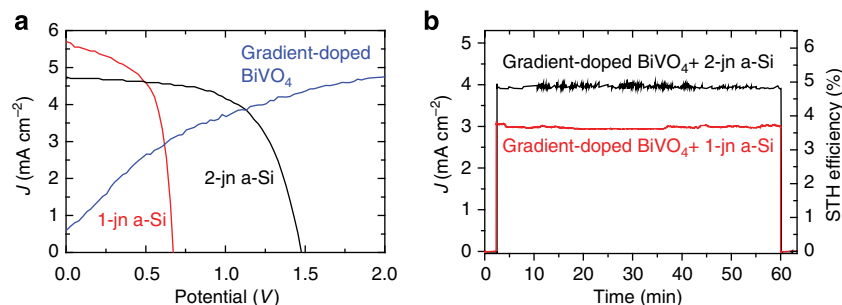 a
6
5
4
3
2
1
0
J (mA cm⁻²)
Gradient-doped
BiVO₄
1-jn a-Si
2-jn a-Si
0.0 0.5 1.0 1.5 2.0
Potential (V)
b
5
4
3
2
1
0
J (mA cm⁻²)
Gradient-doped BiVO₄+ 2-jn a-Si
Gradient-doped BiVO₄+ 1-jn a-Si
6
5
4
3
2
1
0
STH efficiency (%)
0 10 20 30 40 50 60
Time (min)